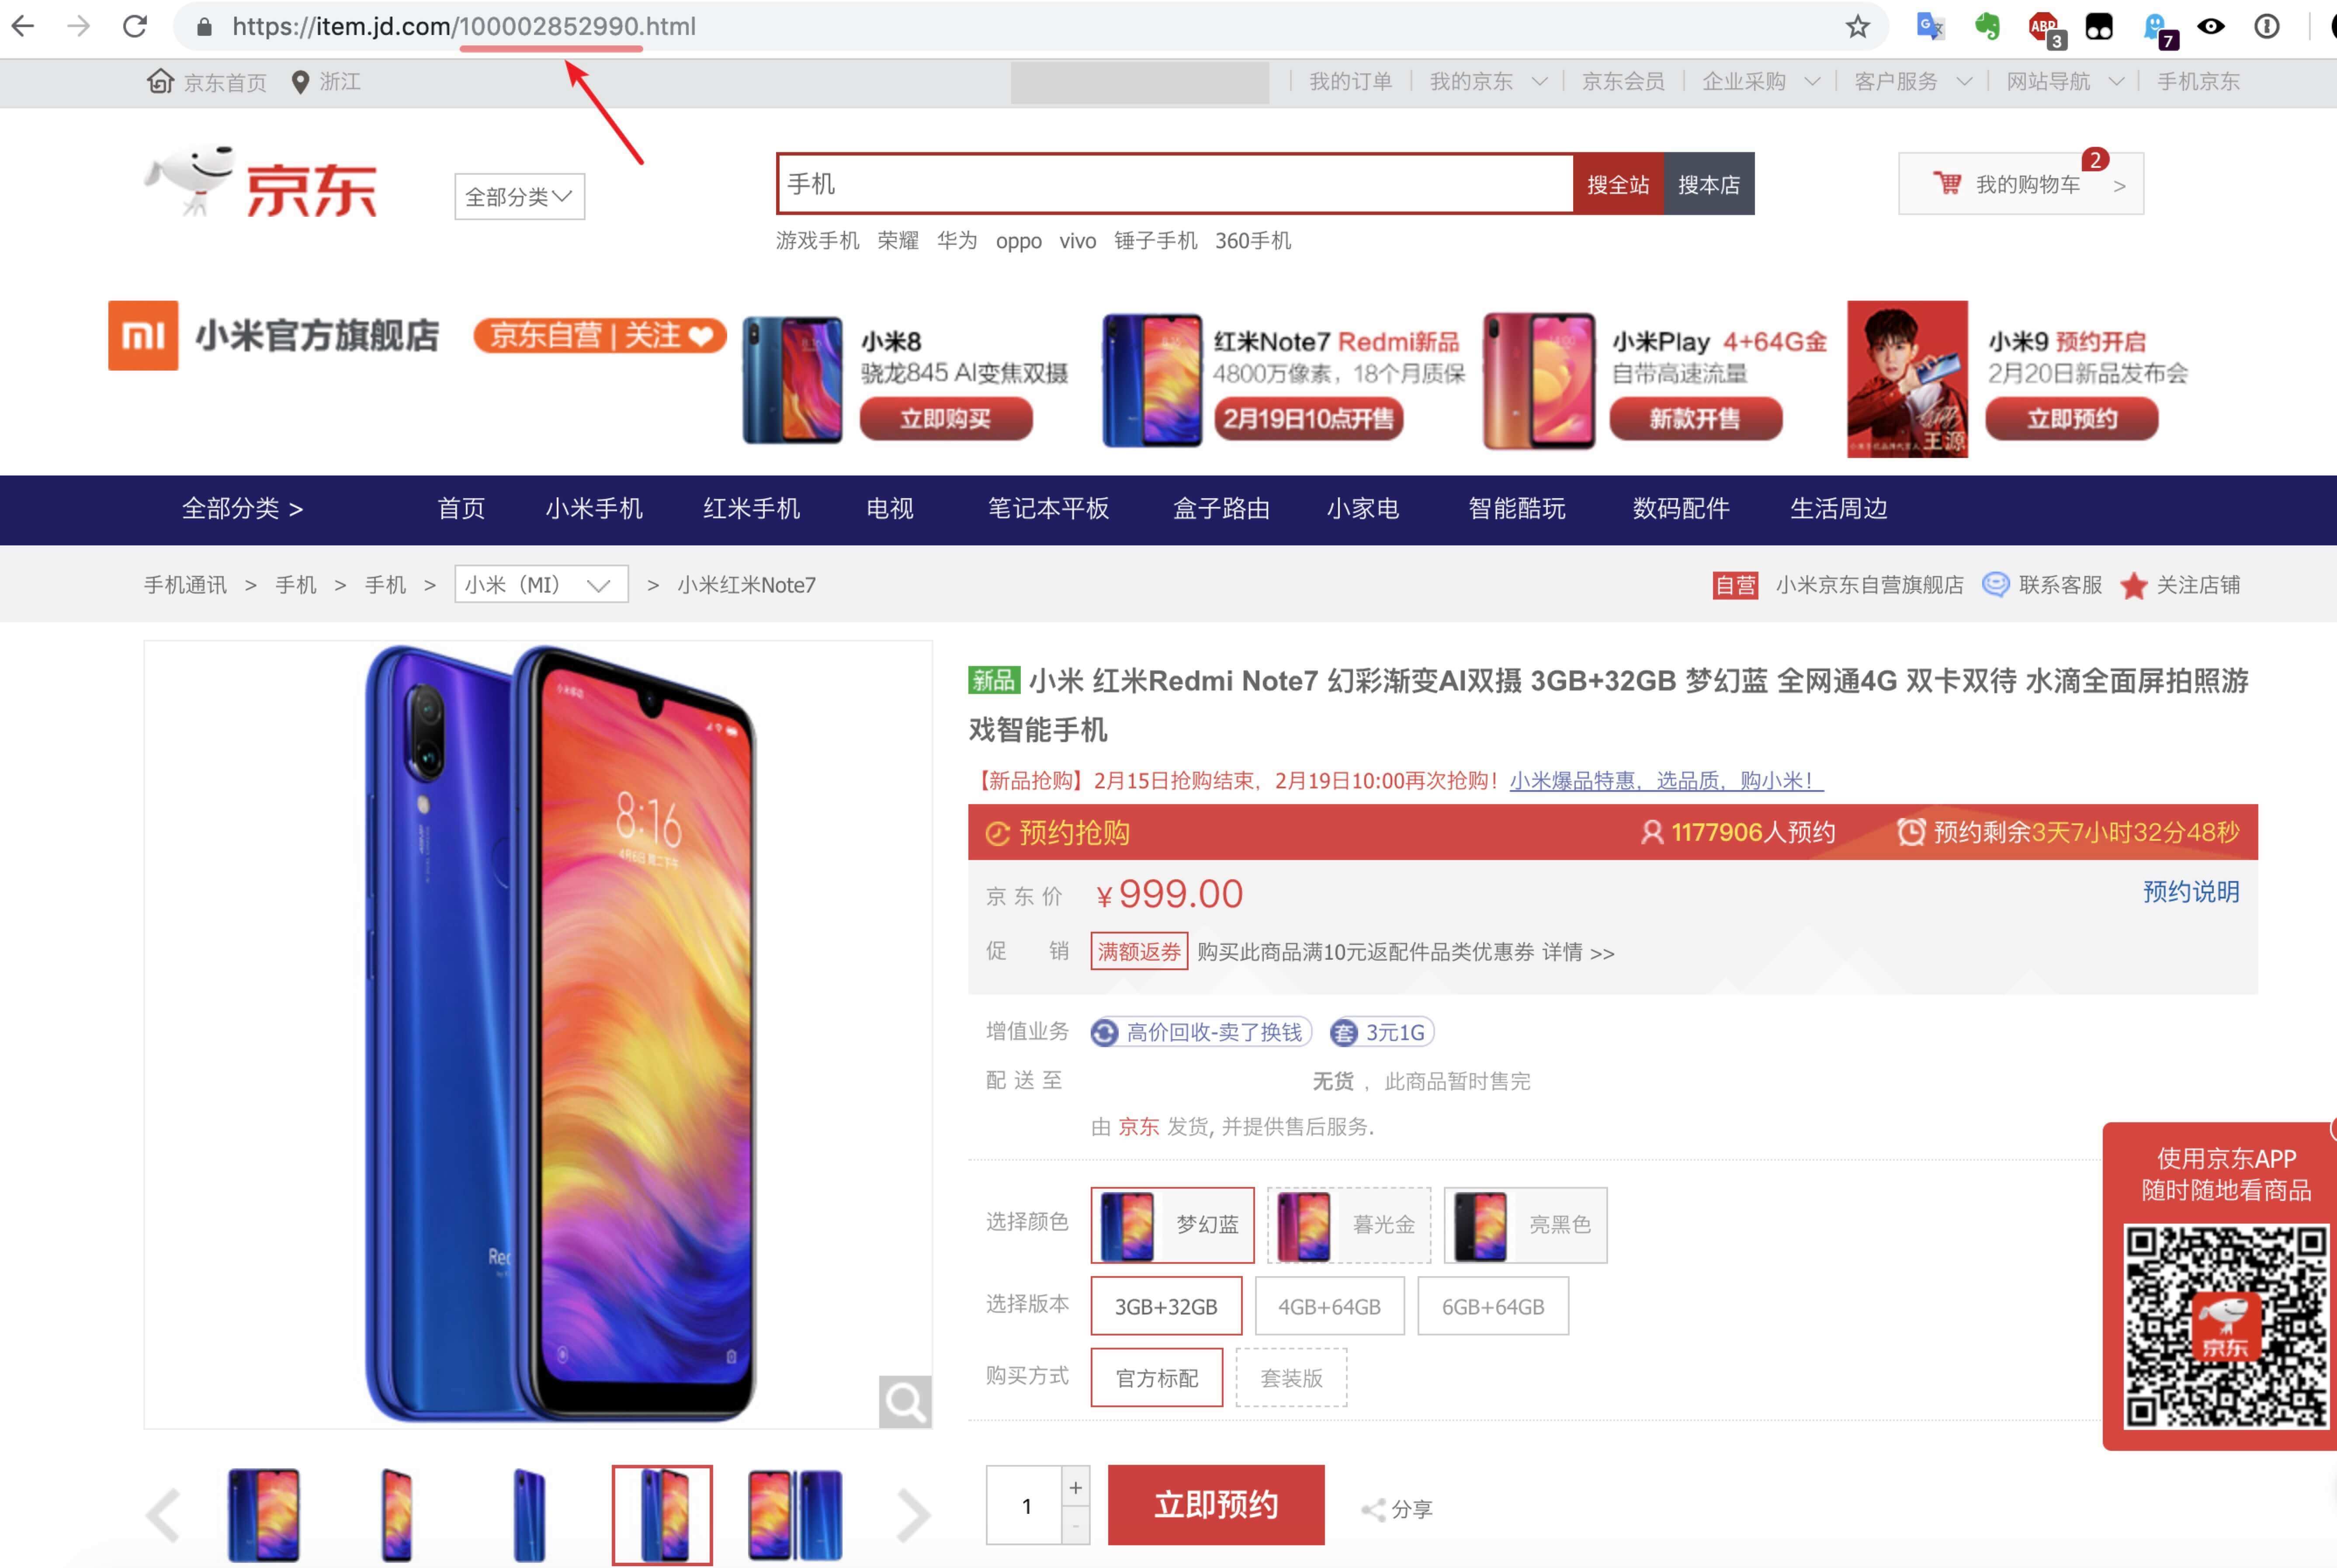 https://item.jd.com/100002852990.html
ABP 3 7
京东首页 浙江 我的订单 我的京东 京东会员 企业采购 客户服务 网站导航 手机京东
京东
全部分类
手机 搜全站 搜本店
2
我的购物车 >
游戏手机 荣耀 华为 oppo vivo 锤子手机 360手机
小米官方旗舰店 京东自营 | 关注
小米8
骁龙845 AI变焦双摄
立即购买
红米Note7 Redmi新品
4800万像素，18个月质保
2月19日10点开售
小米Play 4+64G金
自带高速流量
新款开售
王源
小米9 预约开启
2月20日新品发布会
立即预约
全部分类 > 首页 小米手机 红米手机 电视 笔记本平板 盒子路由 小家电 智能酷玩 数码配件 生活周边
手机通讯 > 手机 > 手机 > 小米（MI） > 小米红米Note7
自营 小米京东自营旗舰店 联系客服 关注店铺
小米移动
8:16
4月6日 周二下午
新品 小米 红米Redmi Note7 幻彩渐变AI双摄 3GB+32GB 梦幻蓝 全网通4G 双卡双待 水滴全面屏拍照游
戏智能手机
【新品抢购】2月15日抢购结束，2月19日10:00再次抢购！小米爆品特惠，选品质，购小米！
预约抢购 1177906人预约 预约剩余3天7小时32分48秒
京东价 ￥999.00 预约说明
促销 满额返券 购买此商品满10元返配件品类优惠券 详情 >>
增值业务 高价回收-卖了换钱 套 3元1G
配送至 无货 ，此商品暂时售完
由 京东 发货, 并提供售后服务.
选择颜色 梦幻蓝 暮光金 亮黑色
选择版本 3GB+32GB 4GB+64GB 6GB+64GB
购买方式 官方标配 套装版
1 + - 立即预约 分享
使用京东APP
随时随地看商品
京东